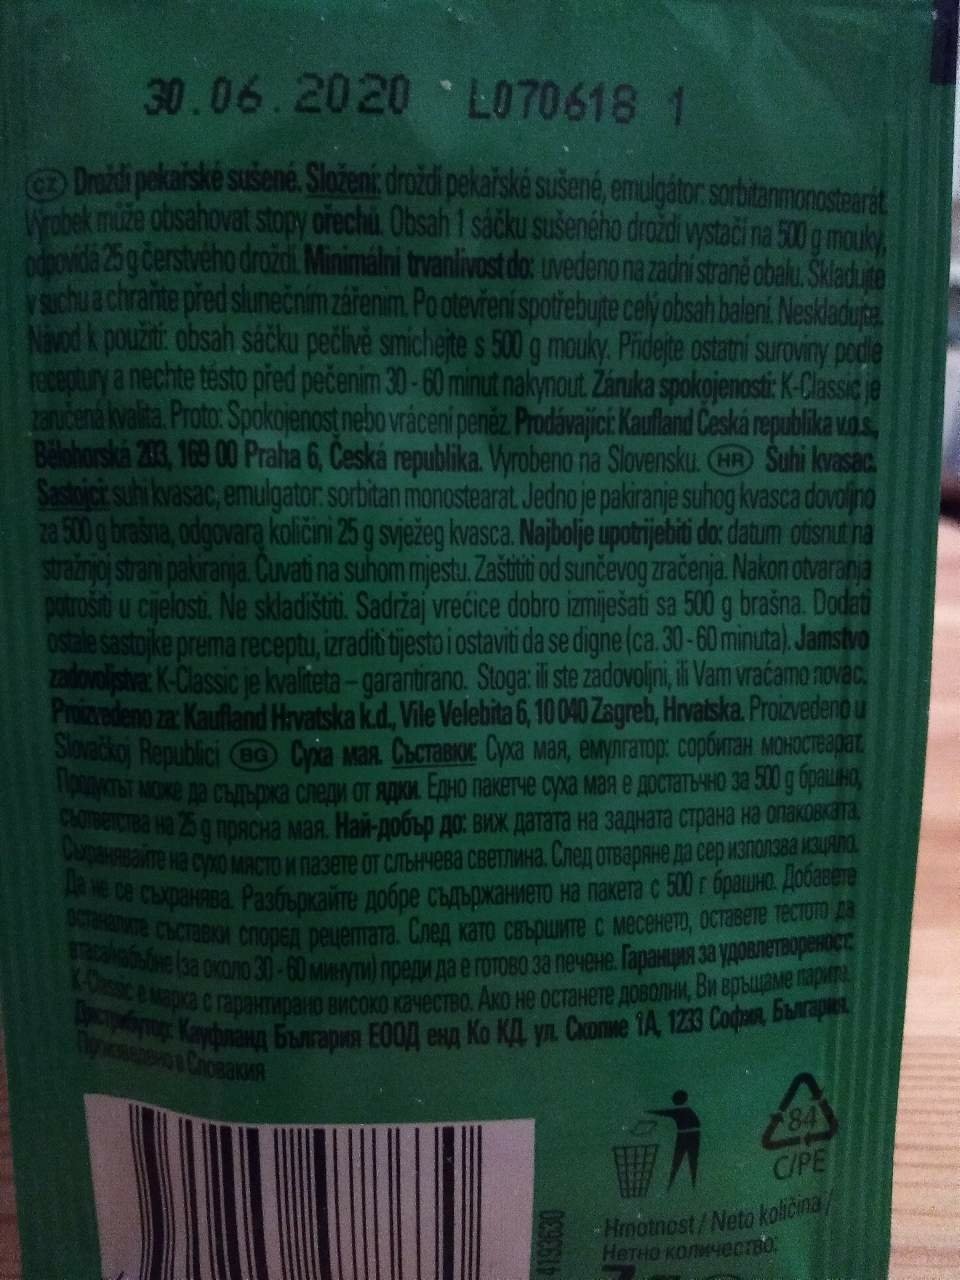 30.06.2020 L070618 1
CZ Droždí pekařské sušené. Složení: droždí pekařské sušené, emulgátor: sorbitanmonostearát.
Výrobek může obsahovat stopy ořechů. Obsah 1 sáčku sušeného droždí vystačí na 500 g mouky,
odpovídá 25 g čerstvého droždí. Minimální trvanlivost do: uvedeno na zadní straně obalu. Skladujte
v suchu a chraňte před slunečním zářením. Po otevření spotřebujte celý obsah balení. Neskladujte.
Návod k použití: obsah sáčku pečlivě smíchejte s 500 g mouky. Přidejte ostatní suroviny podle
receptury a nechte těsto před pečením 30 - 60 minut nakynout. Záruka spokojenosti: K-Classic je
zaručená kvalita. Proto: Spokojenost nebo vrácení peněz. Prodávající: Kaufland Česká republika v.o.s.,
Bělohorská 203, 169 00 Praha 6, Česká republika. Vyrobeno na Slovensku. HR Suhi kvasac.
Sastojci: suhi kvasac, emulgator: sorbitan monostearat. Jedno je pakiranje suhog kvasca dovoljno
za 500 g brašna, odgovara količini 25 g svježeg kvasca. Najbolje upotrijebiti do: datum otisnut na
stražnjoj strani pakiranja. Čuvati na suhom mjestu. Zaštititi od sunčevog zračenja. Nakon otvaranja
potrošiti u cijelosti. Ne skladištiti. Sadržaj vrećice dobro izmiješati sa 500 g brašna. Dodati
ostale sastojke prema receptu, izraditi tijesto i ostaviti da se digne (ca. 30 - 60 minuta). Jamstvo
zadovoljstva: K-Classic je kvaliteta – garantirano. Stoga: ili ste zadovoljni, ili Vam vraćamo novac.
Proizvedeno za: Kaufland Hrvatska k.d., Vile Velebita 6, 10 040 Zagreb, Hrvatska. Proizvedeno u
Slovačkoj Republici BG Суха мая. Съставки: Суха мая, емулгатор: сорбитан моностеарат.
Продуктът може да съдържа следи от ядки. Едно пакетче суха мая е достатъчно за 500 g брашно,
съответства на 25 g прясна мая. Най-добър до: виж датата на задната страна на опаковката.
Съхранявайте на сухо място и пазете от слънчева светлина. След отваряне да сер използва изцяло.
Да не се съхранява. Разбъркайте добре съдържанието на пакета с 500 г брашно. Добавете
останалите съставки според рецептата. След като свършите с месенето, оставете тестото да
(за около 30 - 60 минути) преди да е готово за печене. Гаранция за удовлетвореност:
K-Classic е марка с гарантирано високо качество. Ако не останете доволни, Ви връщаме парите.
Дистрибутор: Кауфланд България ЕООД енд Ко КД, ул. Скопие 1А, 1233 София, България.
Произведено в Словакия
84
C/PE
4193630
Hmotnost / Neto količina /
Нетно количество: